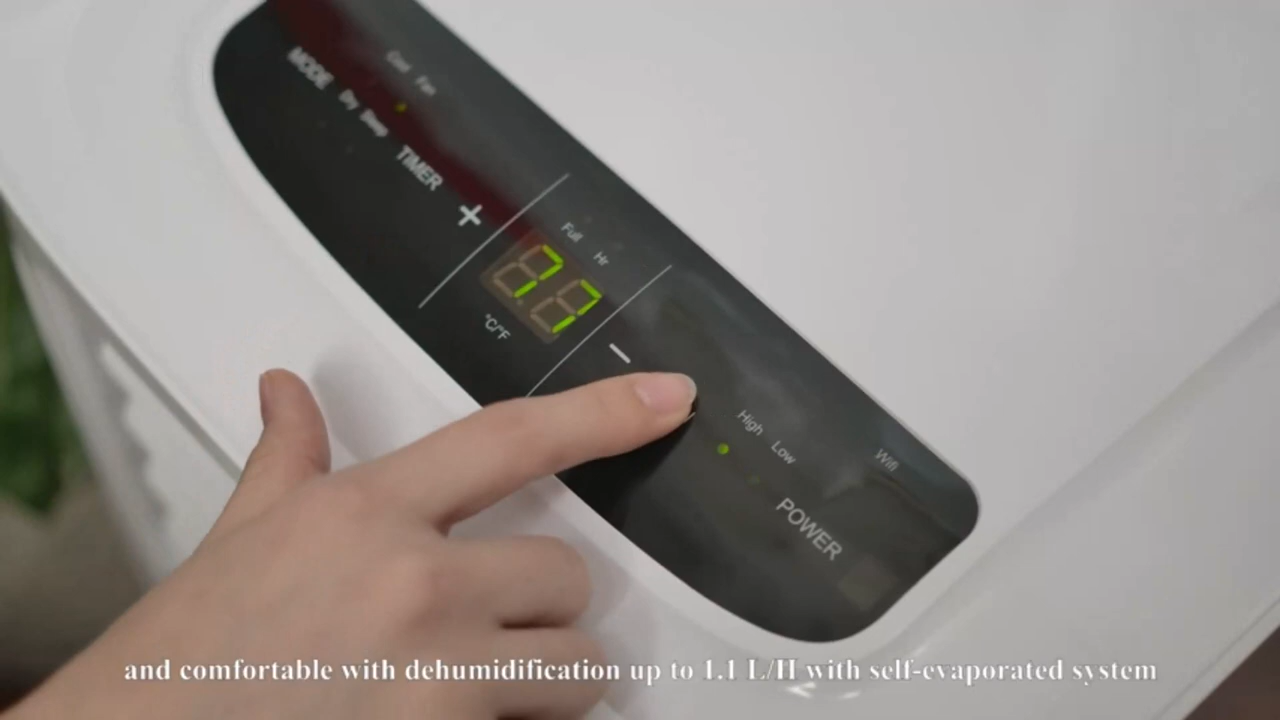 Cool Fan
MODE Dry Sleep
TIMER
+
Full Hr
77
°C/°F
−
High Low
Wifi
POWER
and comfortable with dehumidification up to 1.1 L/H with self-evaporated system